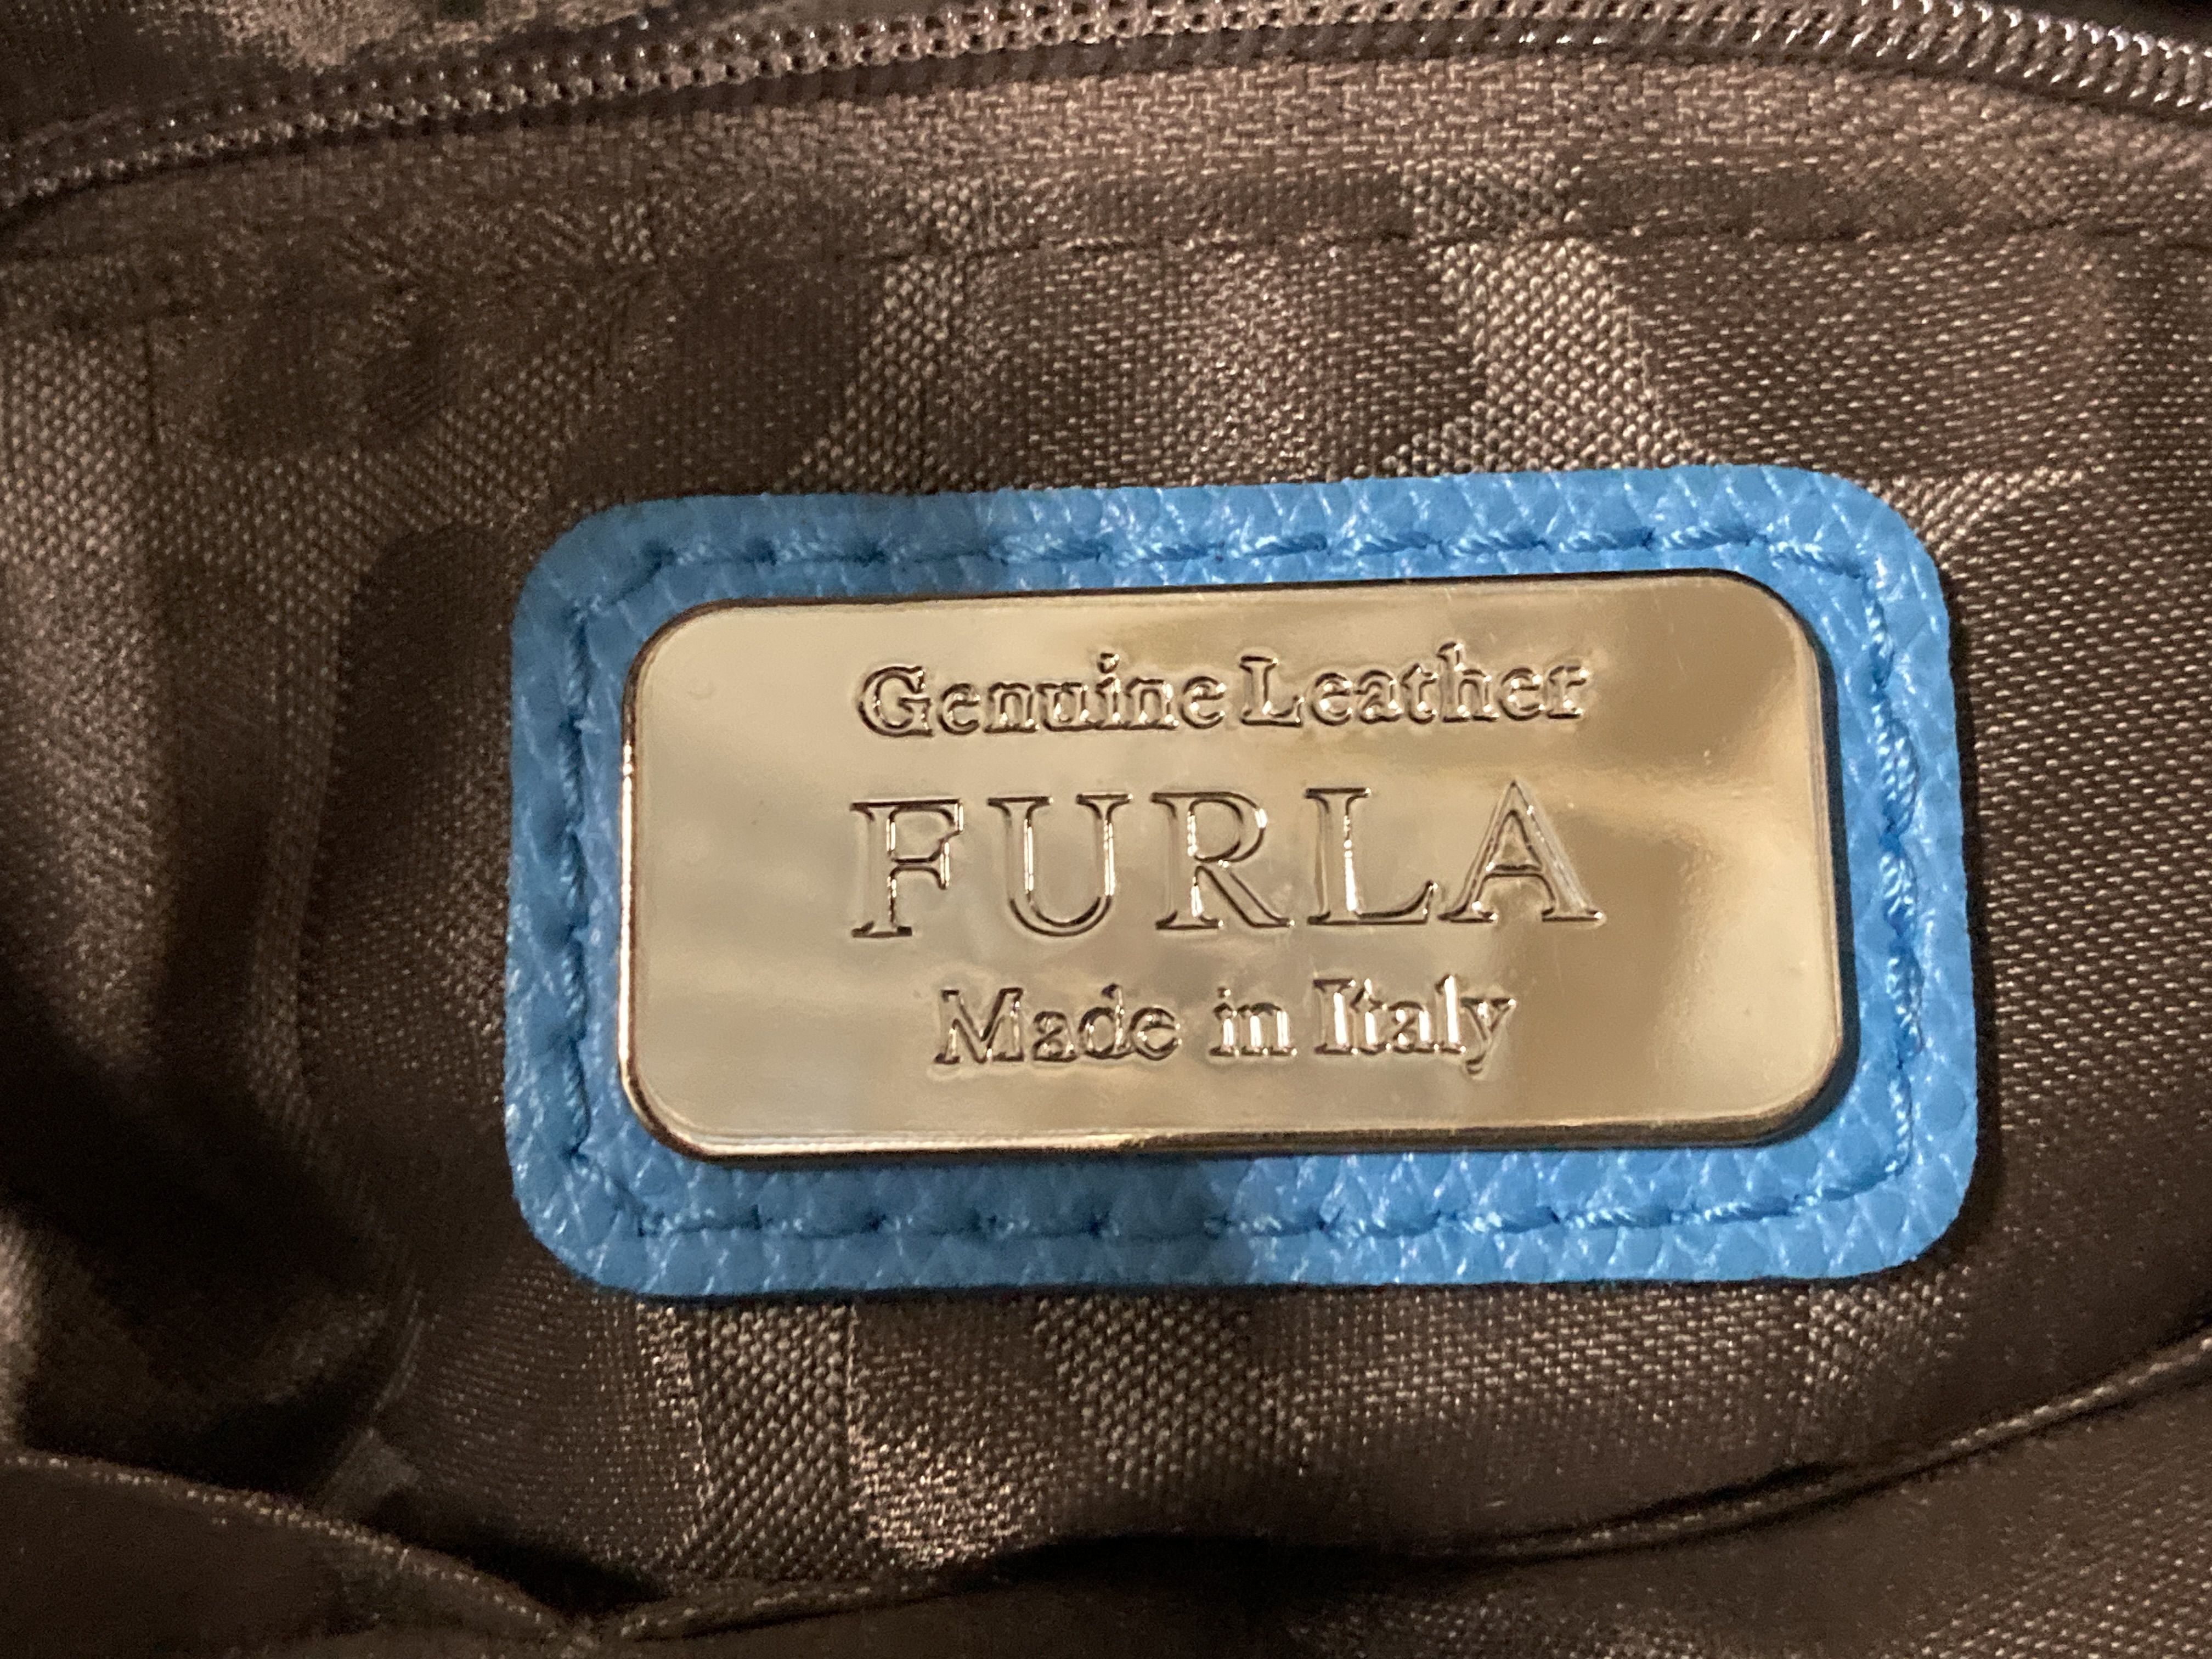 Genuine Leather
FURLA
Made in Italy